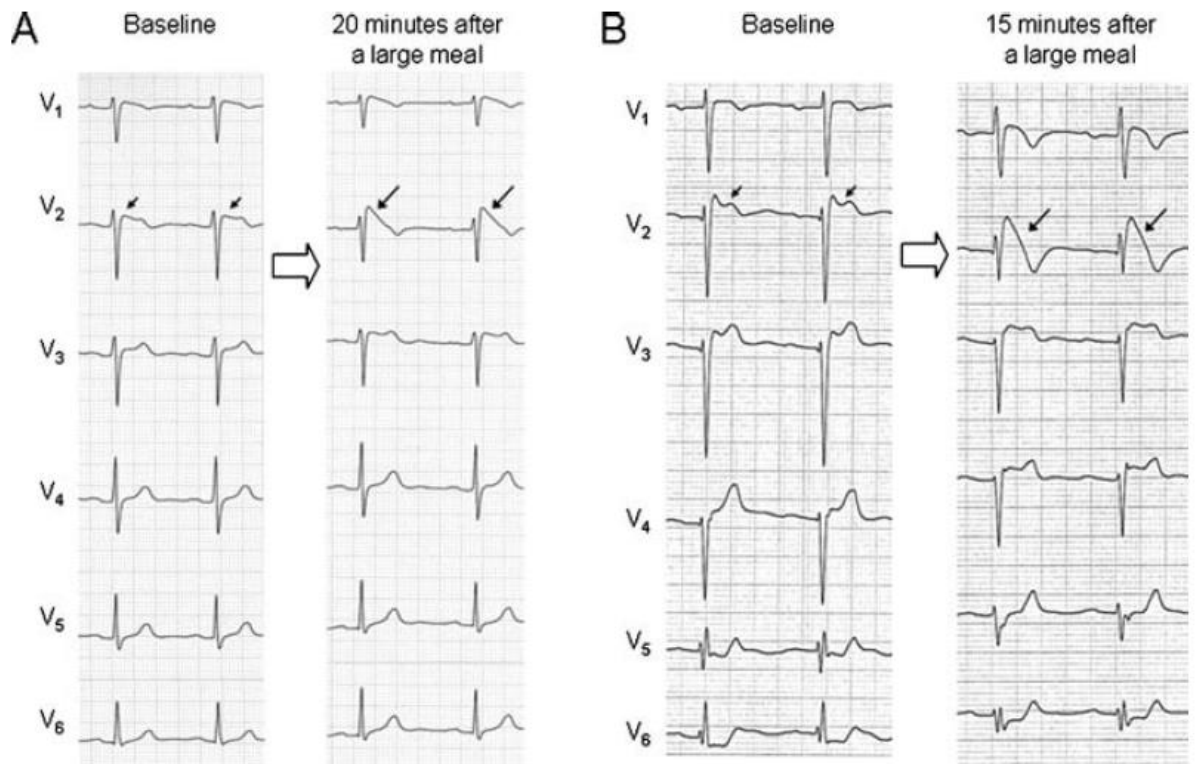 A
Baseline
20 minutes after
a large meal
V1
V2
V3
V4
V5
V6
B
Baseline
15 minutes after
a large meal
V1
V2
V3
V4
V5
V6